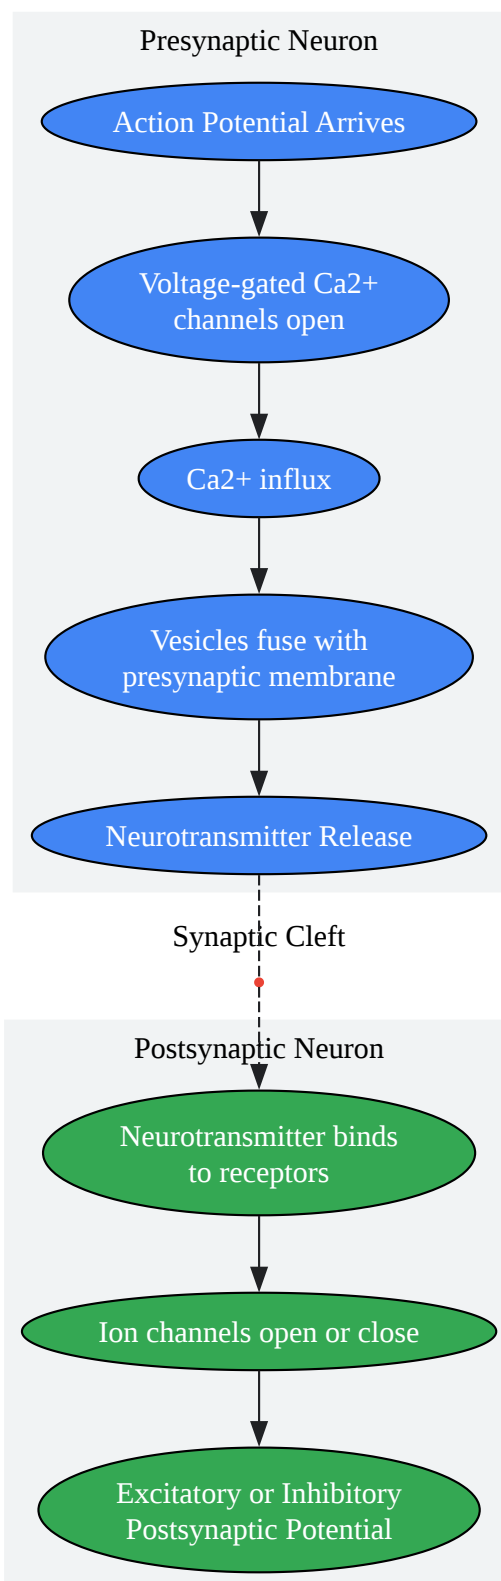 Presynaptic Neuron
Action Potential Arrives
Voltage-gated Ca2+
channels open
Ca2+ influx
Vesicles fuse with
presynaptic membrane
Neurotransmitter Release
Synaptic Cleft
Postsynaptic Neuron
Neurotransmitter binds
to receptors
Ion channels open or close
Excitatory or Inhibitory
Postsynaptic Potential